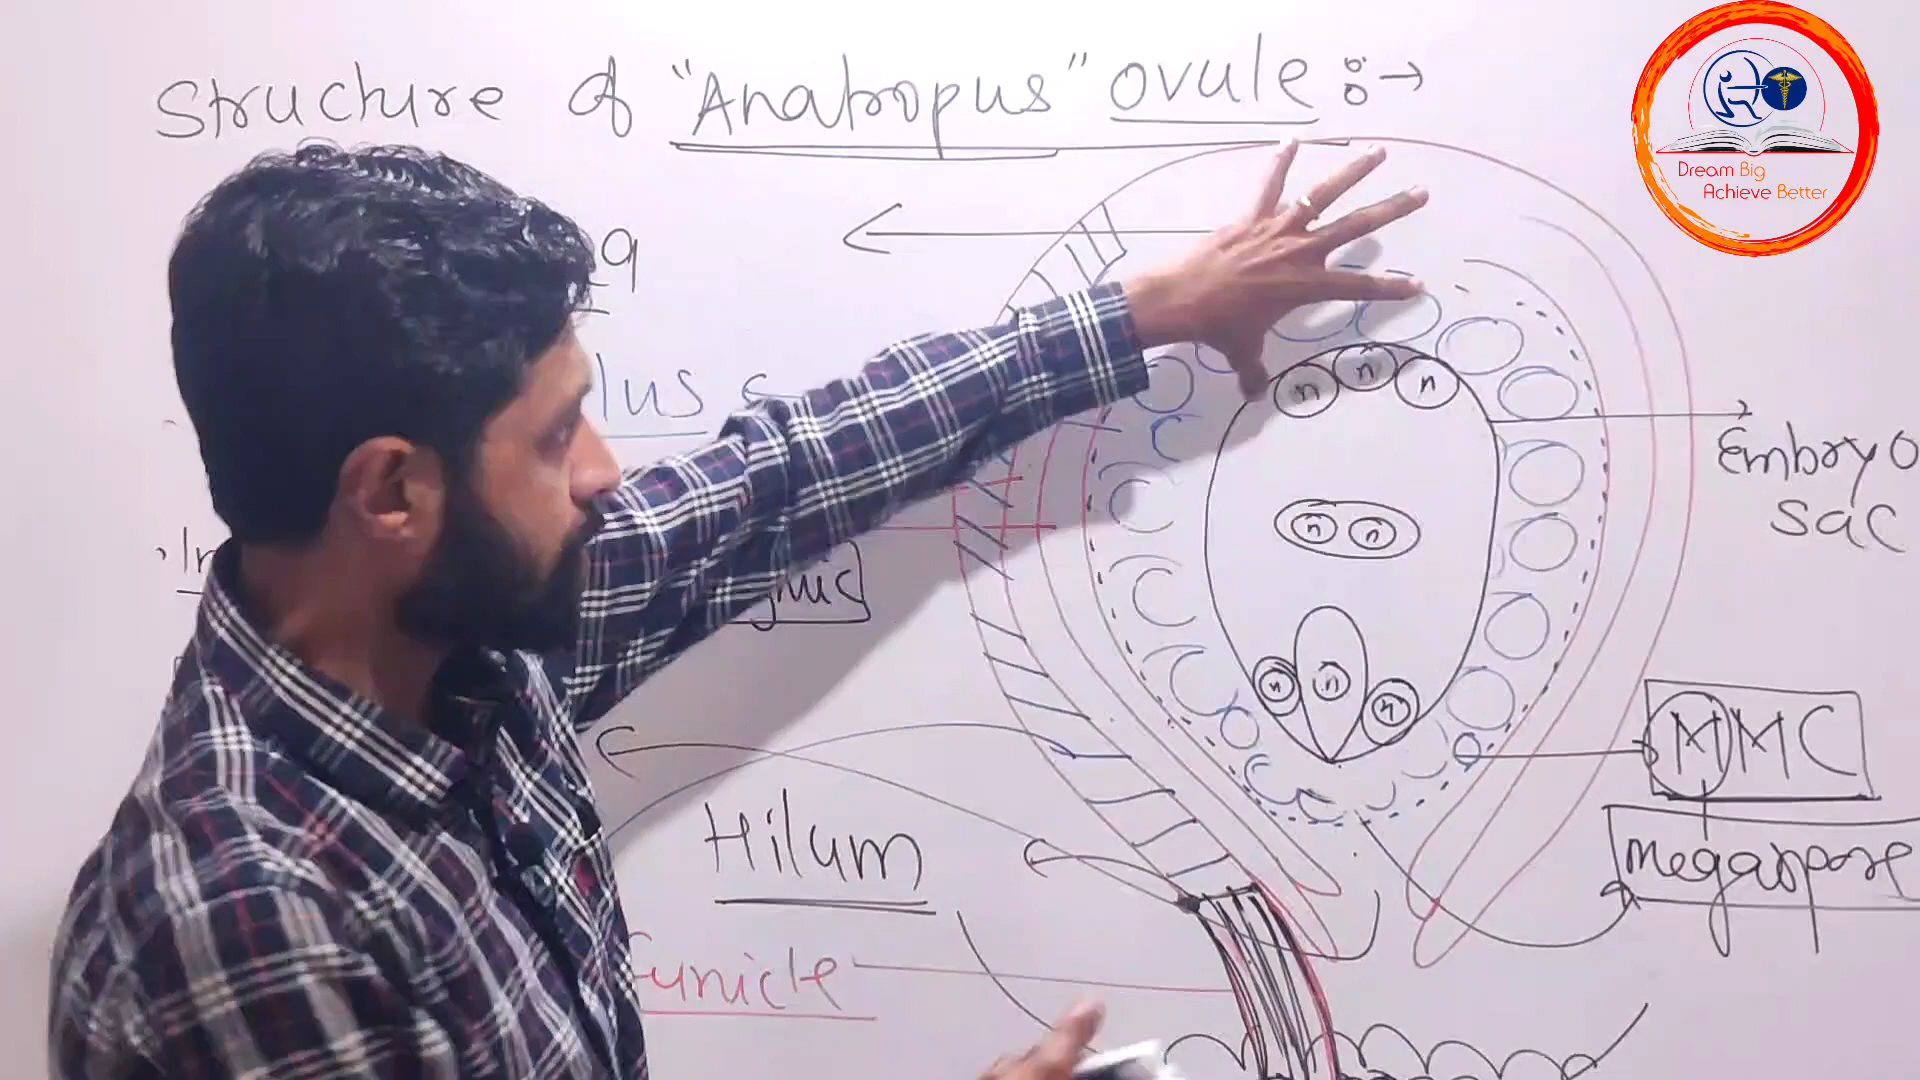 Structure of "Anatropus" ovule :→
Dream Big
Achieve Better
lus
Embryo
sac
n n n
n n
n n n
MMC
Megaspore
Hilum
Funicle